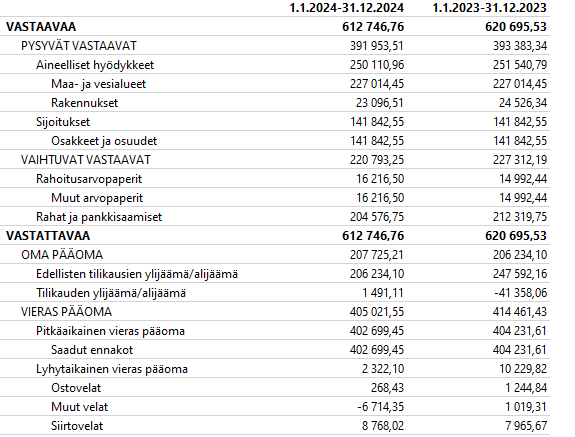 1.1.2024-31.12.2024 1.1.2023-31.12.2023
VASTAAVAA 612 746,76 620 695,53
PYSYVÄT VASTAAVAT 391 953,51 393 383,34
Aineelliset hyödykkeet 250 110,96 251 540,79
Maa- ja vesialueet 227 014,45 227 014,45
Rakennukset 23 096,51 24 526,34
Sijoitukset 141 842,55 141 842,55
Osakkeet ja osuudet 141 842,55 141 842,55
VAIHTUVAT VASTAAVAT 220 793,25 227 312,19
Rahoitusarvopaperit 16 216,50 14 992,44
Muut arvopaperit 16 216,50 14 992,44
Rahat ja pankkisaamiset 204 576,75 212 319,75
VASTATTAVAA 612 746,76 620 695,53
OMA PÄÄOMA 207 725,21 206 234,10
Edellisten tilikausien ylijäämä/alijäämä 206 234,10 247 592,16
Tilikauden ylijäämä/alijäämä 1 491,11 -41 358,06
VIERAS PÄÄOMA 405 021,55 414 461,43
Pitkäaikainen vieras pääoma 402 699,45 404 231,61
Saadut ennakot 402 699,45 404 231,61
Lyhytaikainen vieras pääoma 2 322,10 10 229,82
Ostovelat 268,43 1 244,84
Muut velat -6 714,35 1 019,31
Siirtovelat 8 768,02 7 965,67